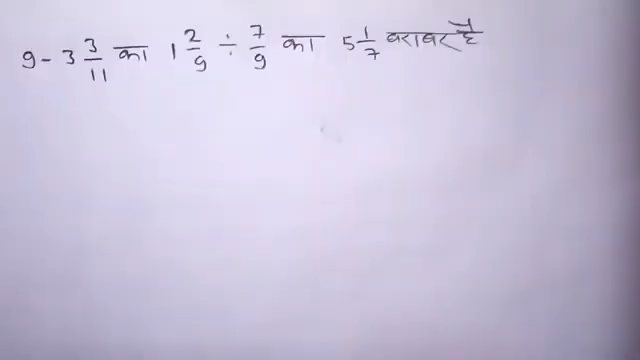 9 - 3 3/11 का 1 2/9 ÷ 7/9 का 5 1/7 बराबर है